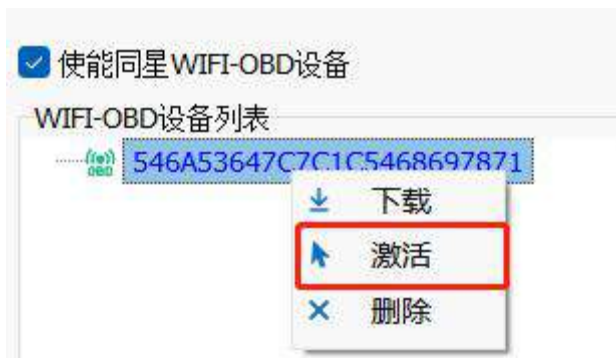 使能同星WIFI-OBD设备
WIFI-OBD设备列表
OBD 546A53647C7C1C5468697871
下载
激活
删除